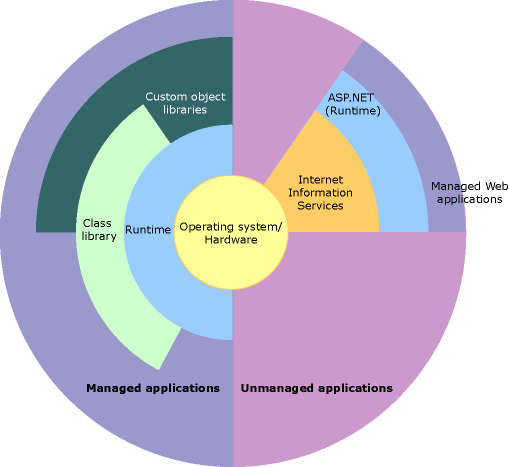 Custom object
libraries
ASP.NET
(Runtime)
Internet
Information
Services
Managed Web
applications
Class
library
Runtime
Operating system/
Hardware
Managed applications
Unmanaged applications